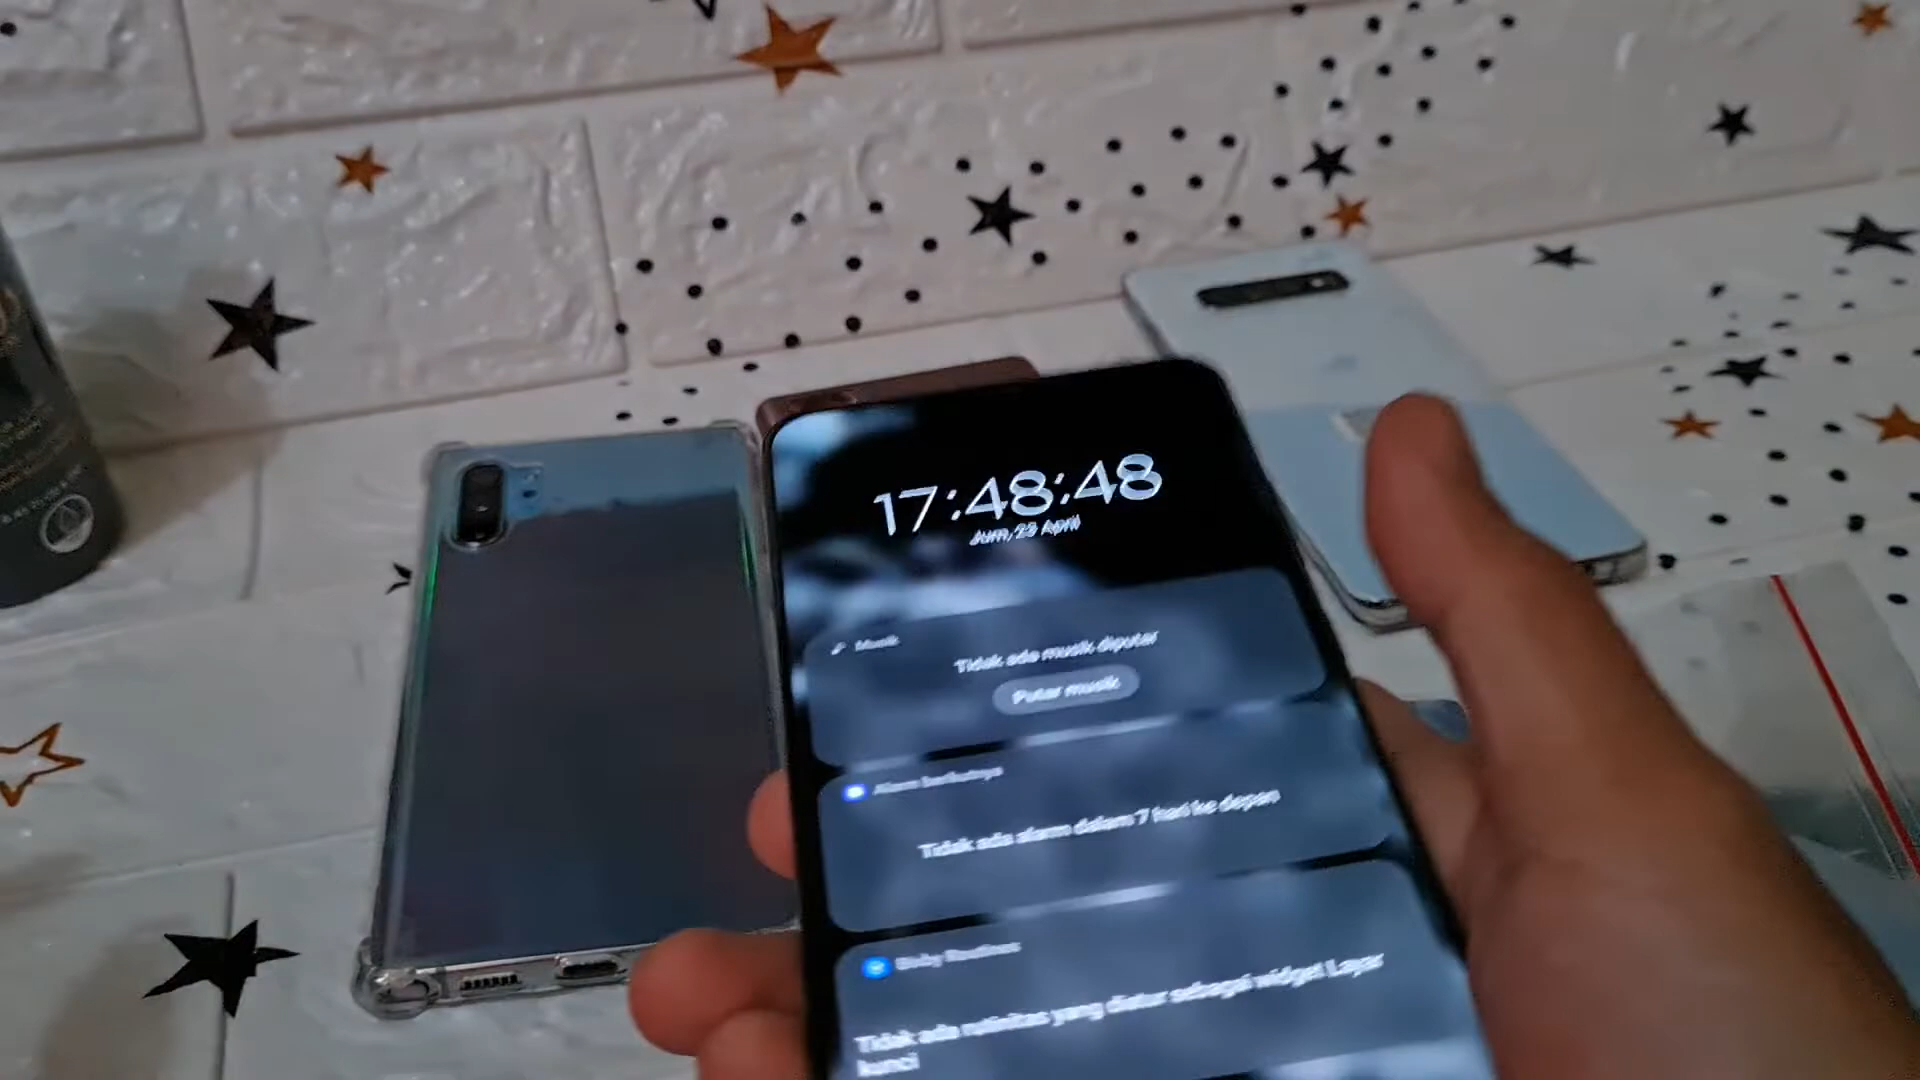 17:48:48
Jum, 23 April
Musik
Tidak ada musik diputar
Putar musik
Alarm berikutnya
Tidak ada alarm dalam 7 hari ke depan
Bixby Routines
Tidak ada rutinitas yang diatur sebagai widget Layar
kunci